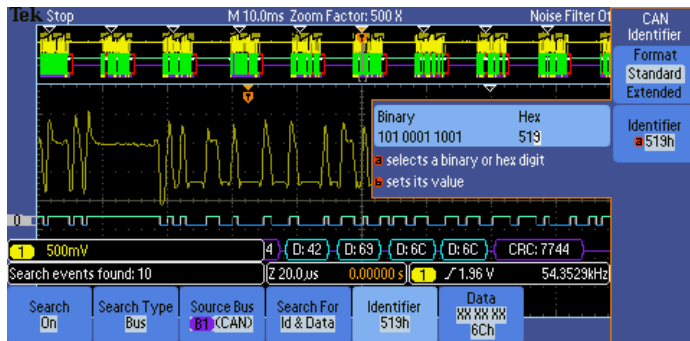 Tek Stop M 10.0ms Zoom Factor: 500 X Noise Filter Of
CAN
Identifier
Format
Standard
Extended
Identifier
a 519h
T
T
Binary Hex
101 0001 1001 519
a selects a binary or hex digit
b sets its value
D
1 500mV
4 D: 42 D: 69 D: 6C D: 6C CRC: 7744
Search events found: 10 Z 20.0µs 0.00000 s 1 1.96 V 54.3529kHz
Search
On
Search Type
Bus
Source Bus
B1 (CAN)
Search For
Id & Data
Identifier
519h
Data
XX XX XX
6Ch